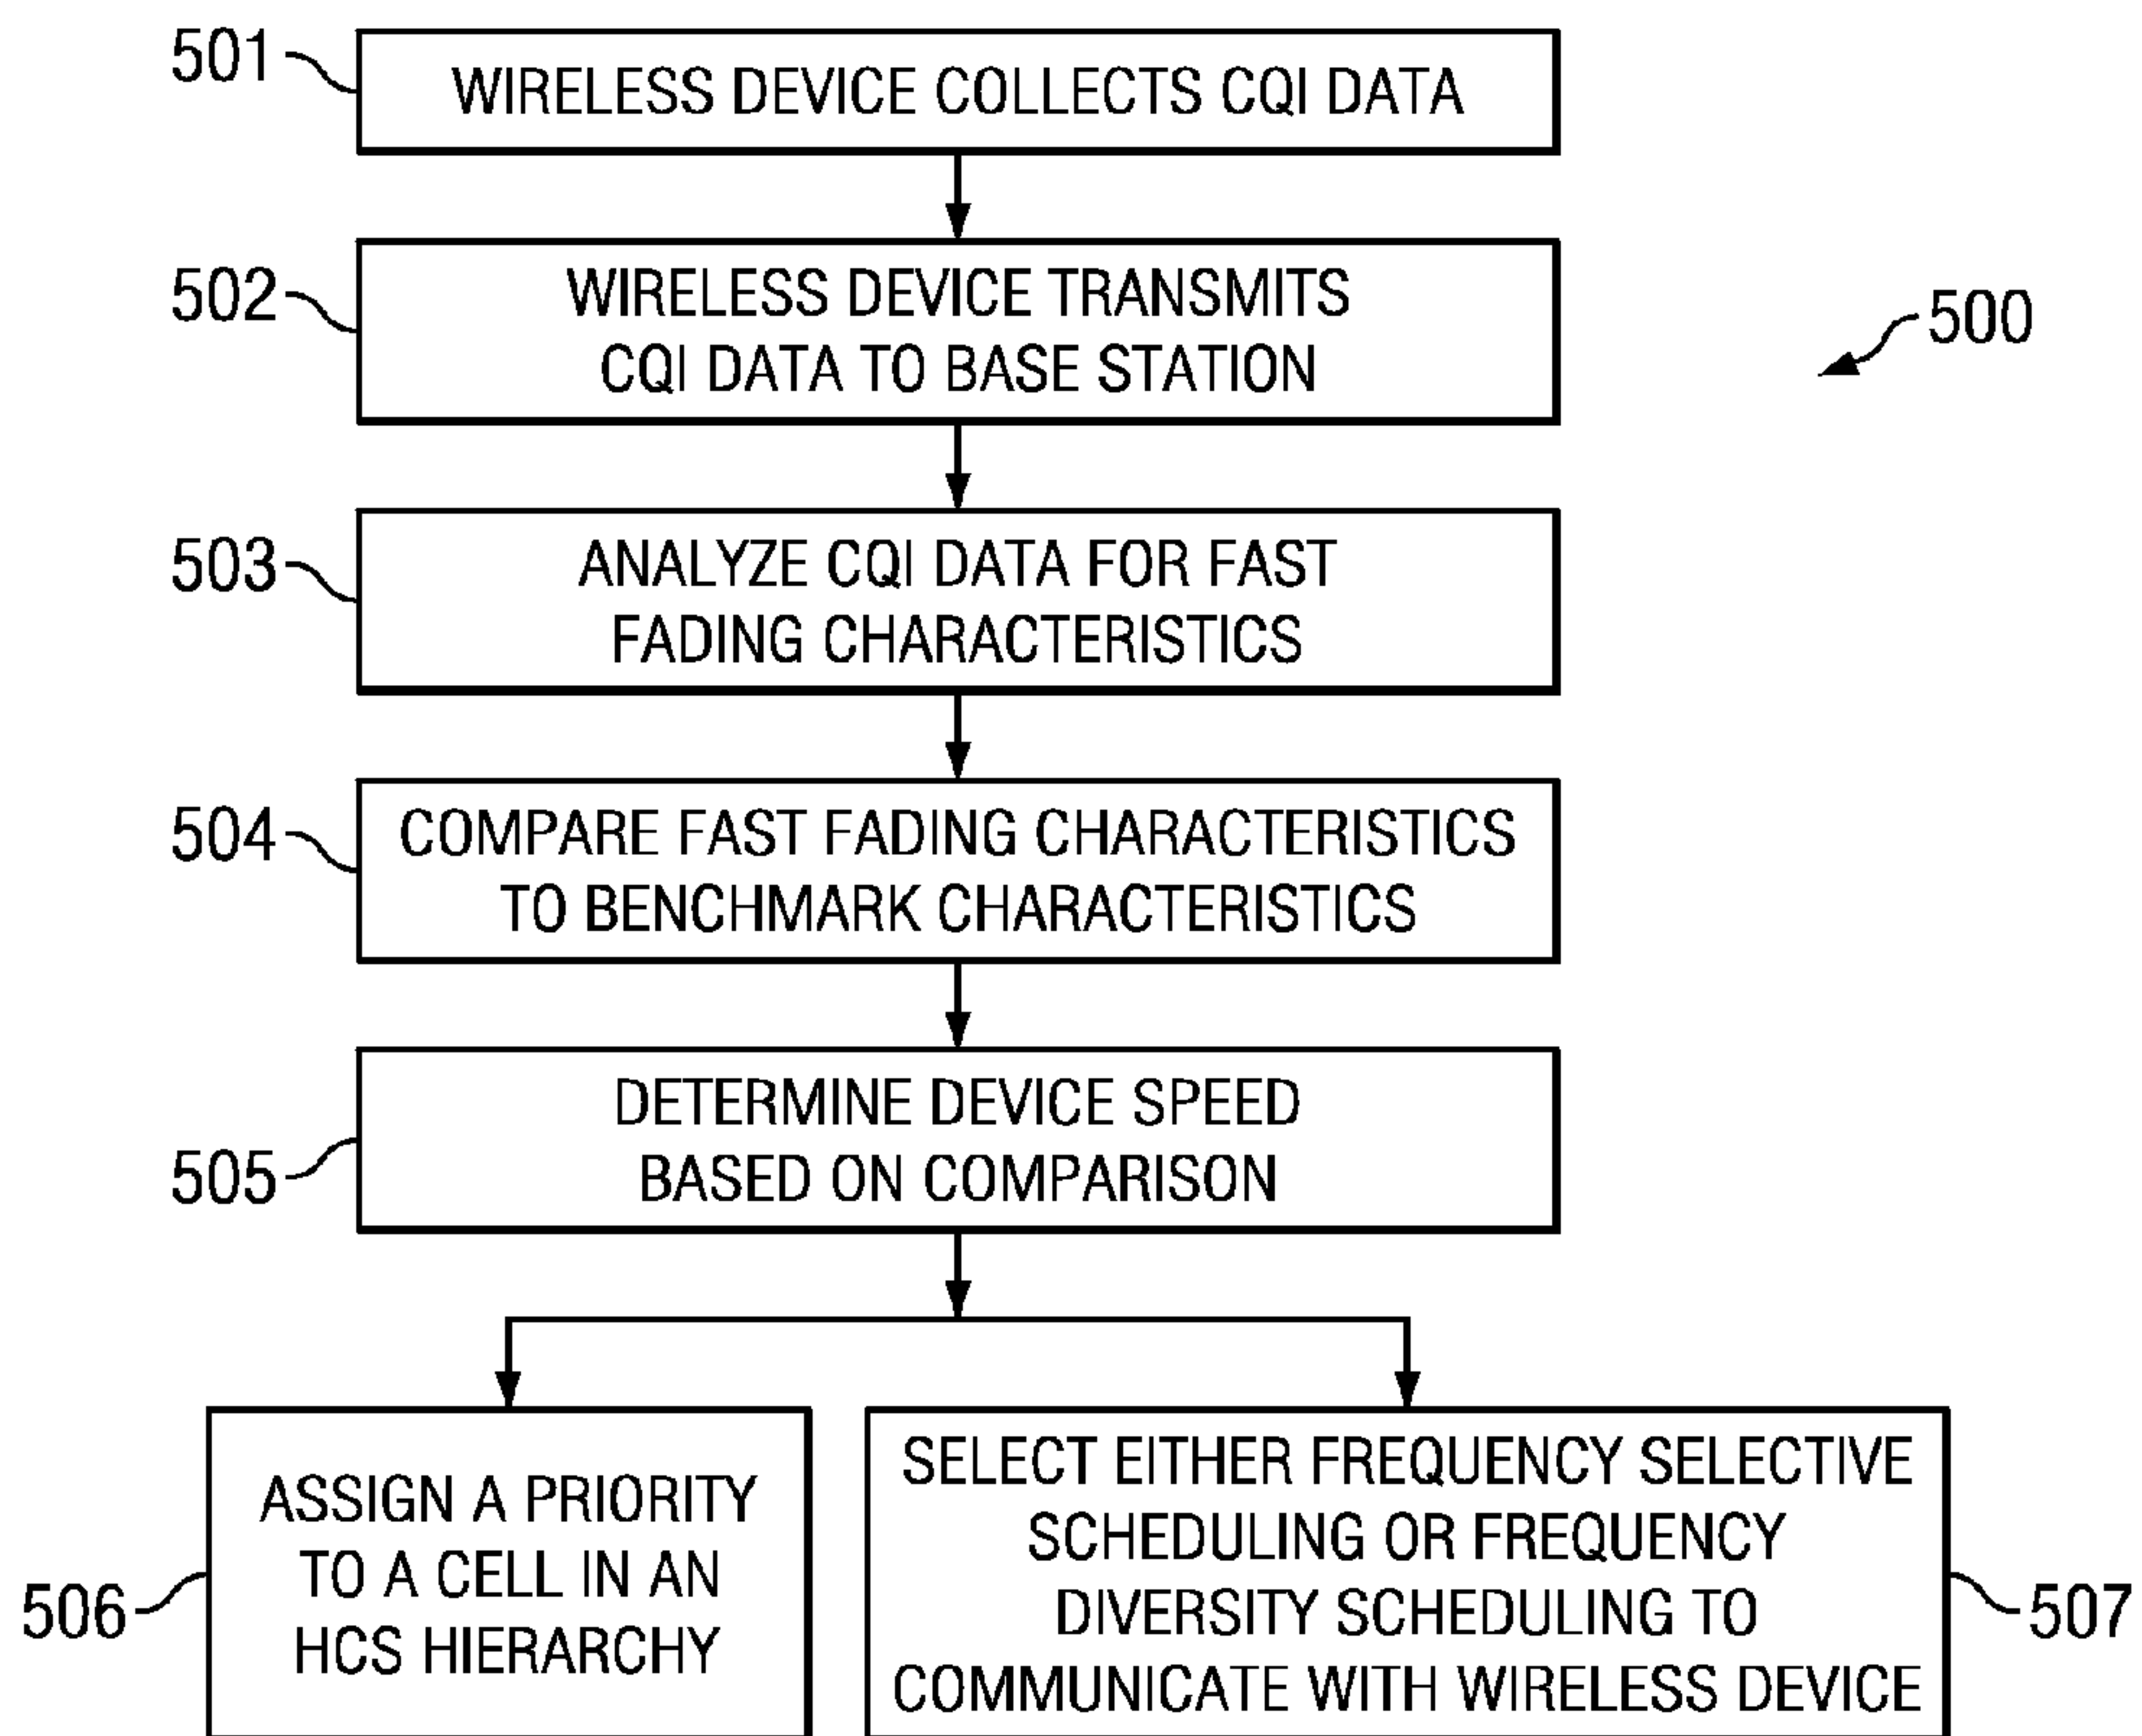 501
WIRELESS DEVICE COLLECTS CQI DATA
502
WIRELESS DEVICE TRANSMITS
CQI DATA TO BASE STATION
500
503
ANALYZE CQI DATA FOR FAST
FADING CHARACTERISTICS
504
COMPARE FAST FADING CHARACTERISTICS
TO BENCHMARK CHARACTERISTICS
505
DETERMINE DEVICE SPEED
BASED ON COMPARISON
506
ASSIGN A PRIORITY
TO A CELL IN AN
HCS HIERARCHY
SELECT EITHER FREQUENCY SELECTIVE
SCHEDULING OR FREQUENCY
DIVERSITY SCHEDULING TO
COMMUNICATE WITH WIRELESS DEVICE
507